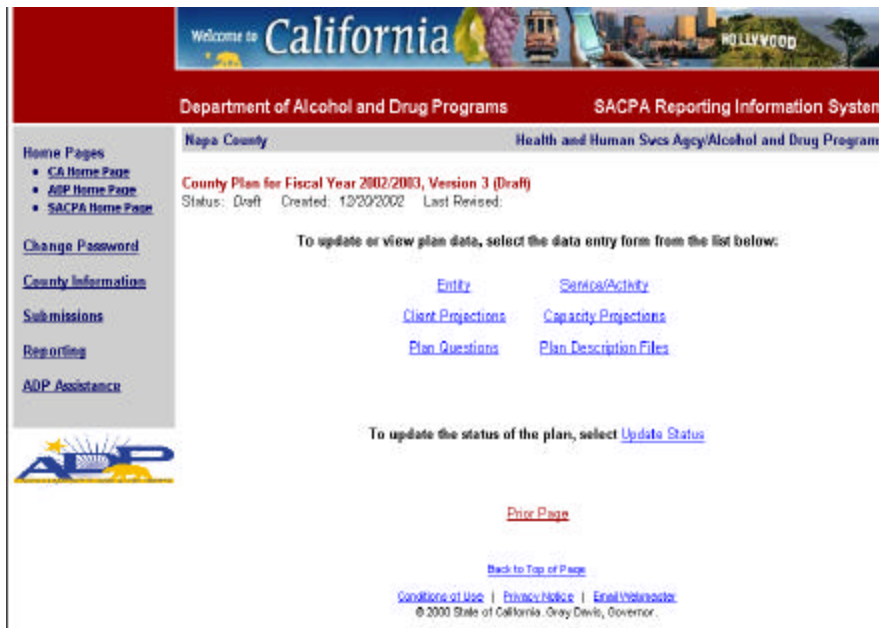 Welcome to California
HOLLYWOOD
Department of Alcohol and Drug Programs SACPA Reporting Information System
Napa County Health and Human Svcs Agcy/Alcohol and Drug Program
Home Pages
CA Home Page
ADP Home Page
SACPA Home Page
Change Password
County Information
Submissions
Reporting
ADP Assistance
ADP
County Plan for Fiscal Year 2002/2003, Version 3 (Draft)
Status: Draft Created: 12/20/2002 Last Revised:
To update or view plan data, select the data entry form from the list below:
Entity Service/Activity
Client Projections Capacity Projections
Plan Questions Plan Description Files
To update the status of the plan, select Update Status
Prior Page
Back to Top of Page
Conditions of Use | Privacy Notice | Email Webmaster
© 2000 State of California. Gray Davis, Governor.